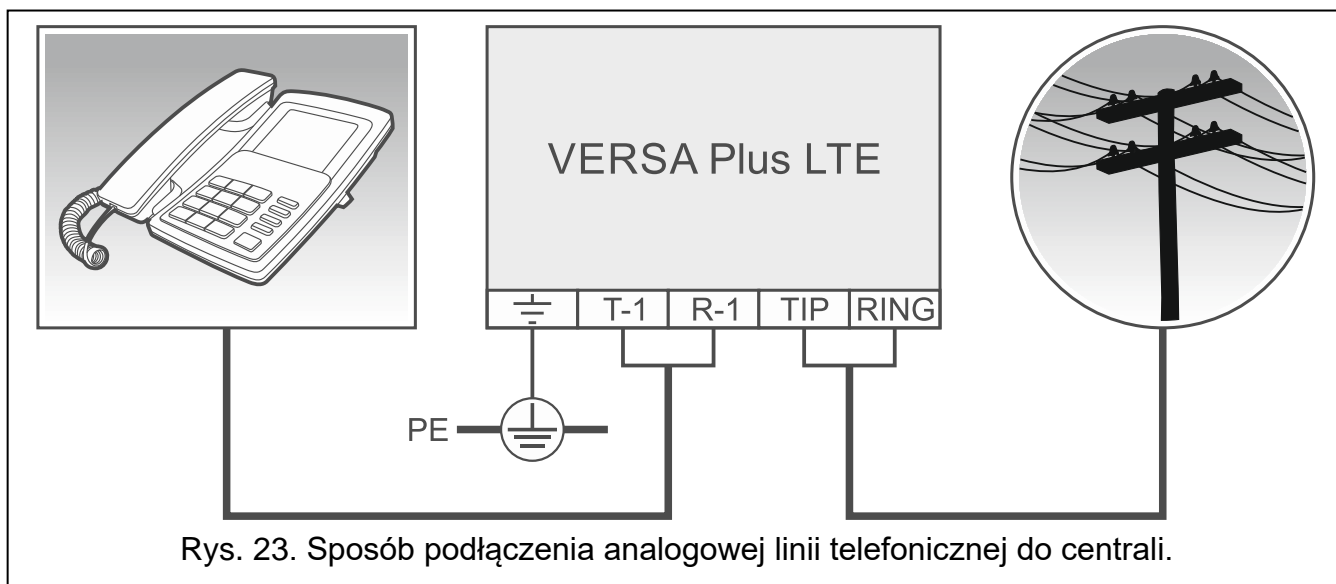 VERSA Plus LTE
T-1 R-1 TIP RING
PE
Rys. 23. Sposób podłączenia analogowej linii telefonicznej do centrali.